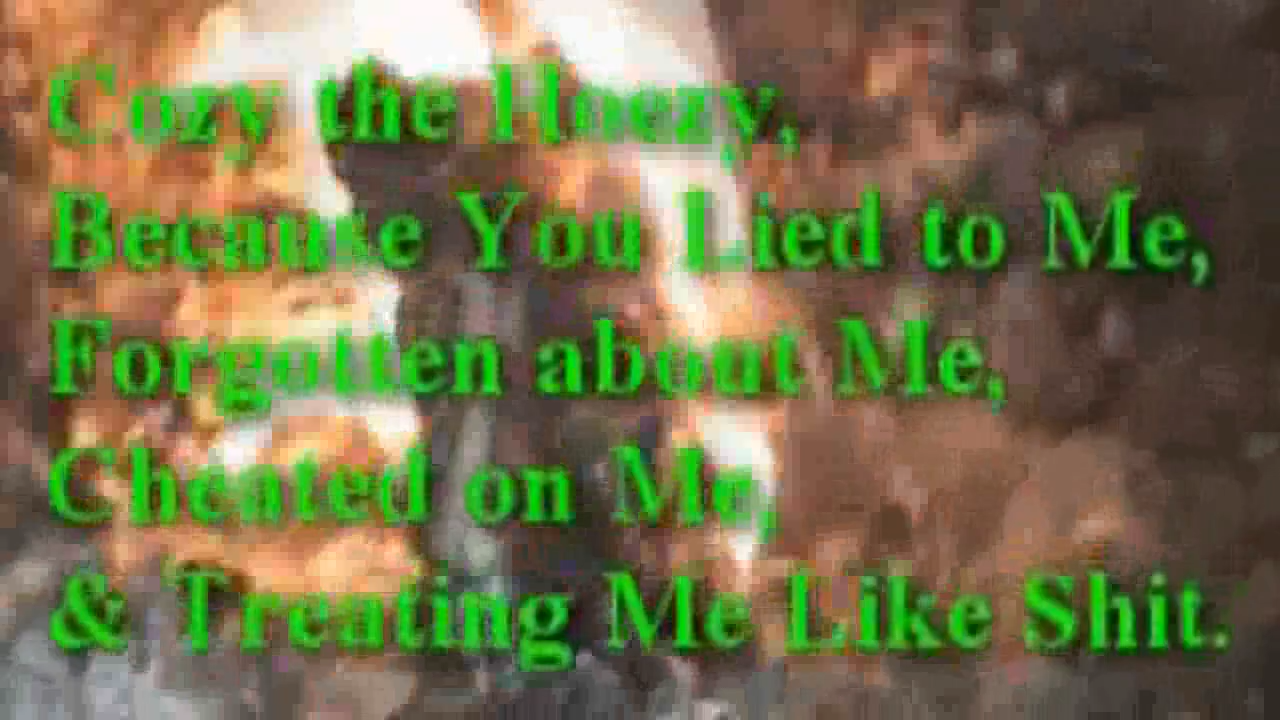 Cozy the Hoezy,
Because You Lied to Me,
Forgotten about Me,
Cheated on Me,
& Treating Me Like Shit.